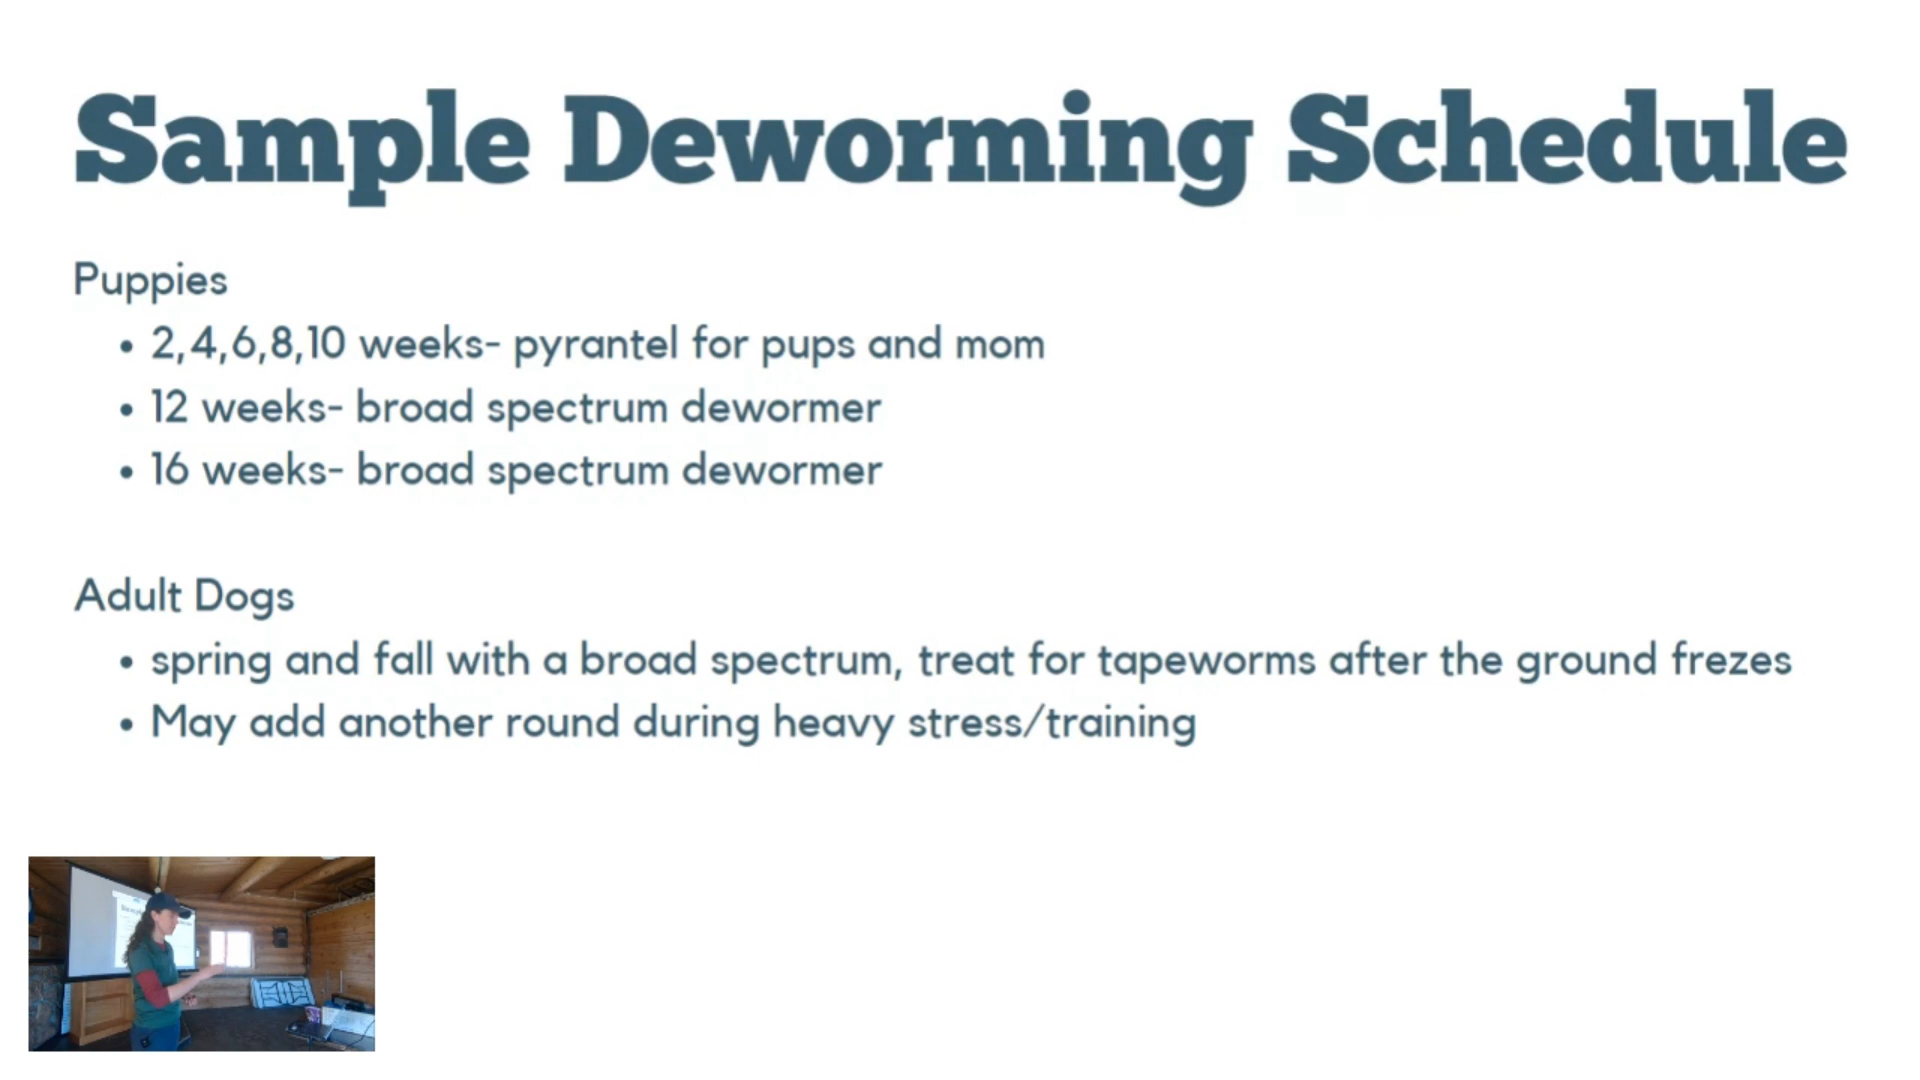 Sample Deworming Schedule
Puppies
• 2,4,6,8,10 weeks- pyrantel for pups and mom
• 12 weeks- broad spectrum dewormer
• 16 weeks- broad spectrum dewormer
Adult Dogs
• spring and fall with a broad spectrum, treat for tapeworms after the ground frezes
• May add another round during heavy stress/training